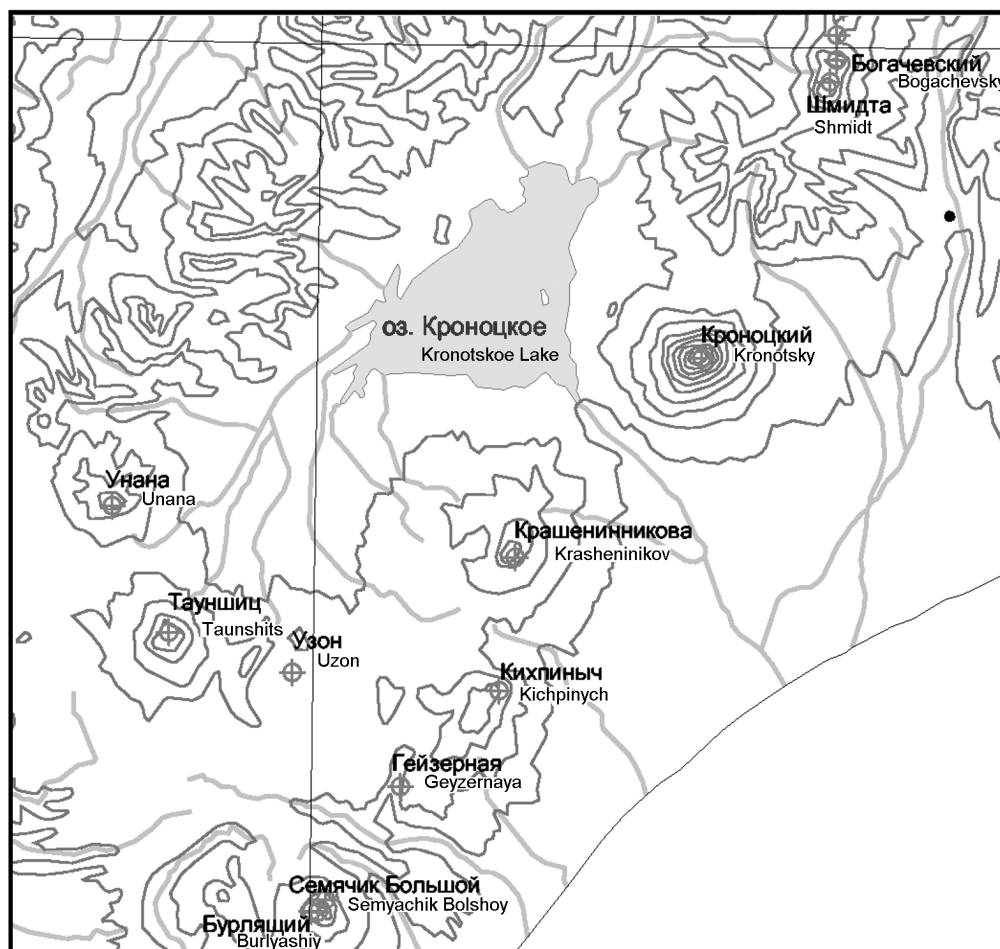 Богачевский
Bogachevsky
Шмидта
Shmidt
оз. Кроноцкое
Kronotskoe Lake
Кроноцкий
Kronotsky
Унана
Unana
Крашенинникова
Krasheninikov
Тауншиц
Taunshits
Узон
Uzon
Кихпиныч
Kichpinych
Гейзерная
Geyzernaya
Семячик Большой
Semyachik Bolshoy
Бурлящий
Burlyashiy